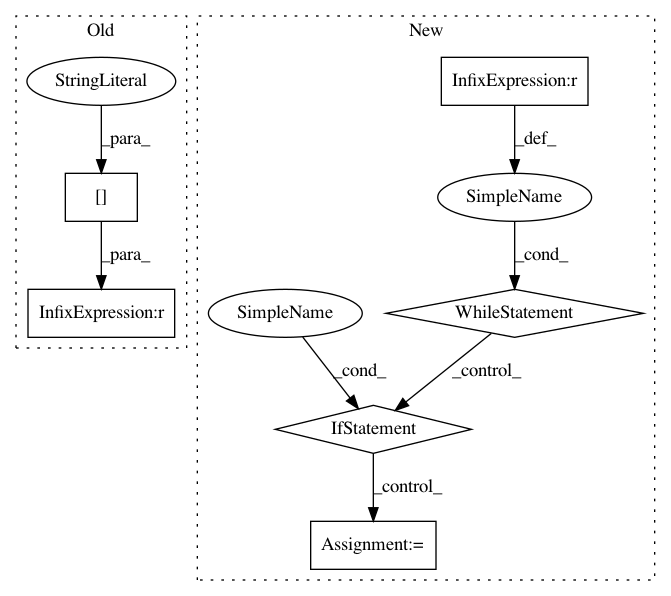 Old
New
StringLiteral
InfixExpression:r
_para_
_def_
[]
SimpleName
_para_
_cond_
InfixExpression:r
SimpleName
WhileStatement
_cond_
_control_
IfStatement
_control_
Assignment:=